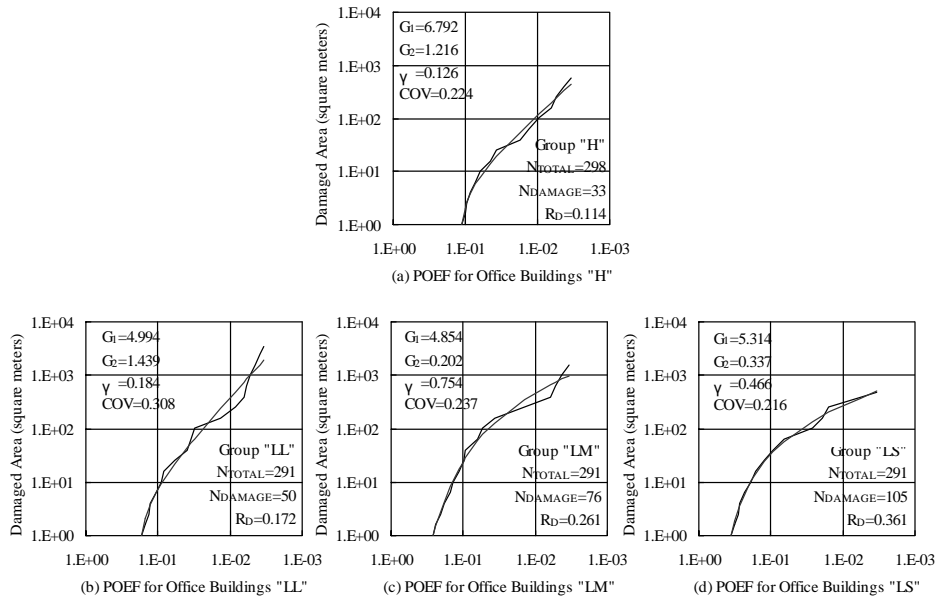 1.E+04
1.E+03
1.E+02
1.E+01
1.E+00
Damaged Area (square meters)
G1=6.792
G2=1.216
γ =0.126
COV=0.224
Group "H"
NTOTAL=298
NDAMAGE=33
RD=0.114
1.E+00 1.E-01 1.E-02 1.E-03
(a) POEF for Office Buildings "H"
1.E+04
1.E+03
1.E+02
1.E+01
1.E+00
Damaged Area (square meters)
G1=4.994
G2=1.439
γ =0.184
COV=0.308
Group "LL"
NTOTAL=291
NDAMAGE=50
RD=0.172
1.E+00 1.E-01 1.E-02 1.E-03
(b) POEF for Office Buildings "LL"
1.E+04
1.E+03
1.E+02
1.E+01
1.E+00
Damaged Area (square meters)
G1=4.854
G2=0.202
γ =0.754
COV=0.237
Group "LM"
NTOTAL=291
NDAMAGE=76
RD=0.261
1.E+00 1.E-01 1.E-02 1.E-03
(c) POEF for Office Buildings "LM"
1.E+04
1.E+03
1.E+02
1.E+01
1.E+00
Damaged Area (square meters)
G1=5.314
G2=0.337
γ =0.466
COV=0.216
Group "LS"
NTOTAL=291
NDAMAGE=105
RD=0.361
1.E+00 1.E-01 1.E-02 1.E-03
(d) POEF for Office Buildings "LS"